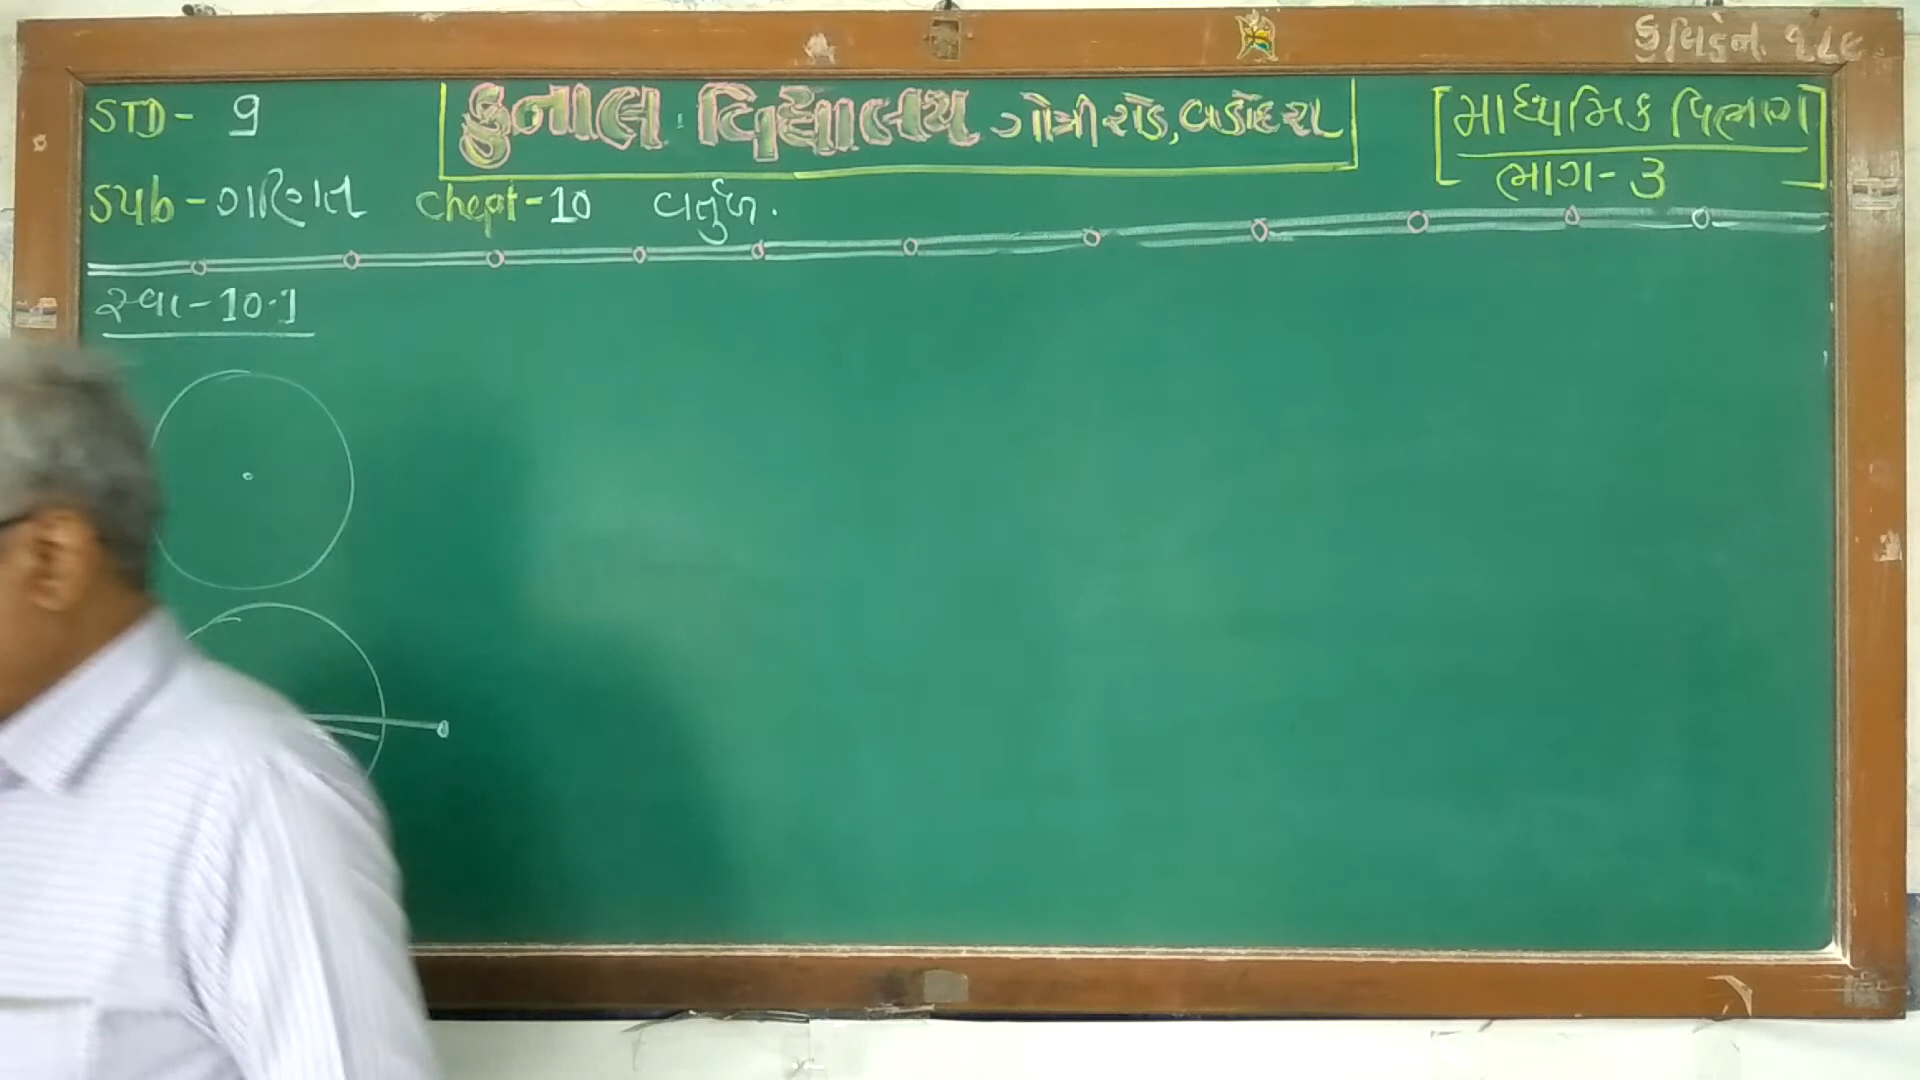 STD - 9
કુનાલ વિદ્યાલય ગોત્રી રોડ, વડોદરા
[માધ્યમિક વિભાગ
ભાગ - 3]
Sub - ગણિત Chept - 10 વર્તુળ.
સ્વા - 10.1